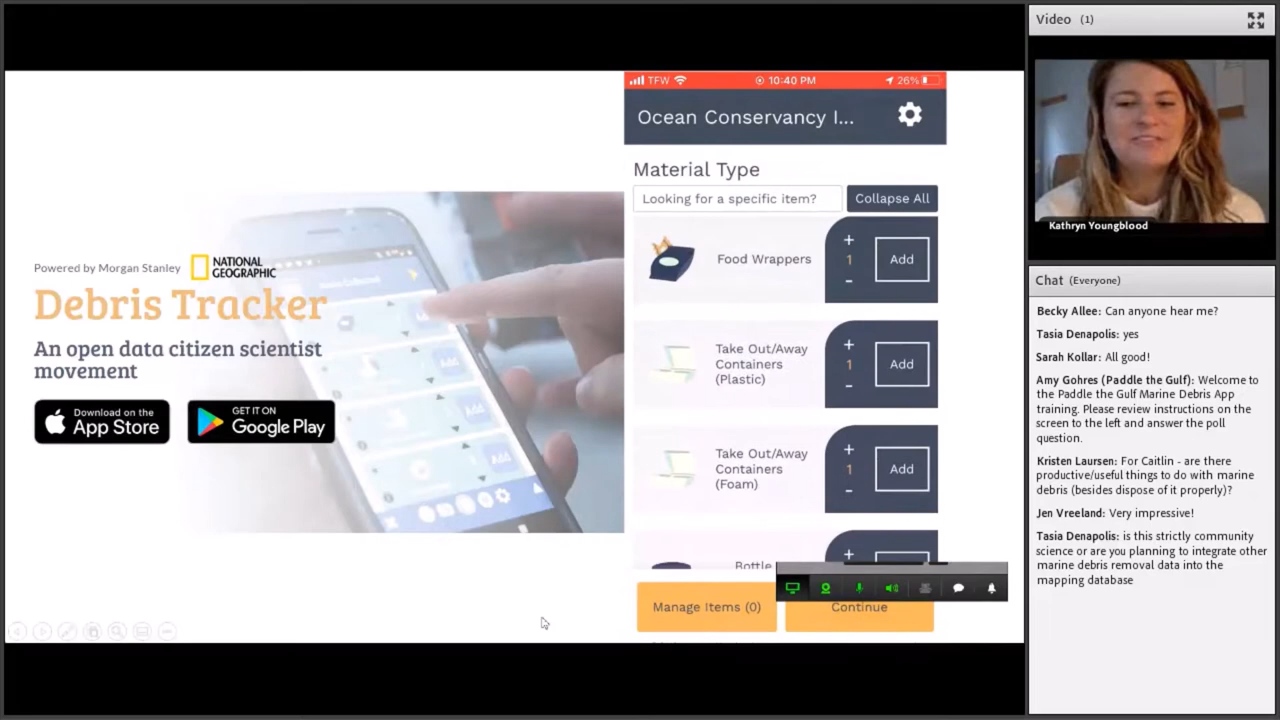 Powered by Morgan Stanley
NATIONAL
GEOGRAPHIC
Debris Tracker
An open data citizen scientist
movement
Download on the
App Store
GET IT ON
Google Play
TFW
10:40 PM
26%
Ocean Conservancy I...
Material Type
Looking for a specific item?
Collapse All
Food Wrappers
+
1
-
Add
Take Out/Away
Containers
(Plastic)
+
1
-
Add
Take Out/Away
Containers
(Foam)
+
1
-
Add
Bottle
+
Manage Items (0)
Continue
Video (1)
Kathryn Youngblood
Chat (Everyone)
Becky Allee: Can anyone hear me?
Tasia Denapolis: yes
Sarah Kollar: All good!
Amy Gohres (Paddle the Gulf): Welcome to
the Paddle the Gulf Marine Debris App
training. Please review instructions on the
screen to the left and answer the poll
question.
Kristen Laursen: For Caitlin - are there
productive/useful things to do with marine
debris (besides dispose of it properly)?
Jen Vreeland: Very impressive!
Tasia Denapolis: is this strictly community
science or are you planning to integrate other
marine debris removal data into the
mapping database